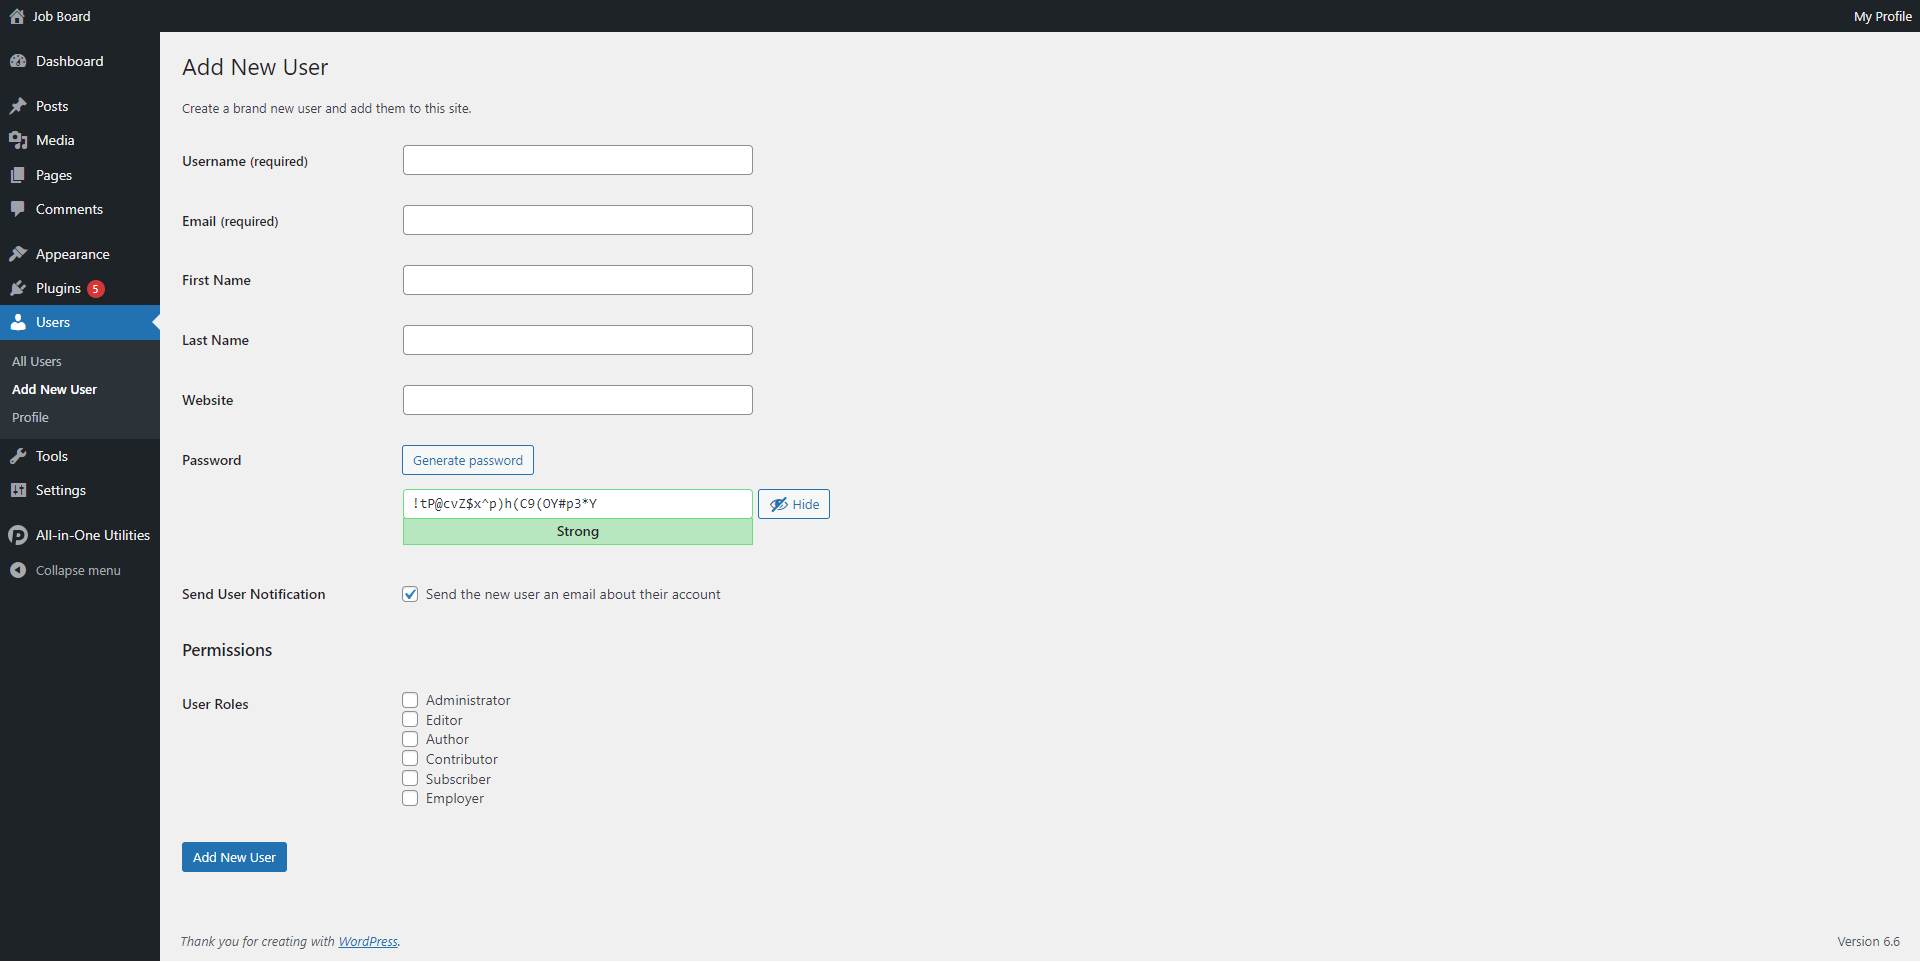 Job Board
My Profile
Dashboard
Posts
Media
Pages
Comments
Appearance
Plugins 5
Users
All Users
Add New User
Profile
Tools
Settings
All-in-One Utilities
Collapse menu
Add New User
Create a brand new user and add them to this site.
Username (required)
Email (required)
First Name
Last Name
Website
Password
Generate password
!tP@cvZ$x^p)h(C9(OY#p3*Y
Hide
Strong
Send User Notification
Send the new user an email about their account
Permissions
User Roles
Administrator
Editor
Author
Contributor
Subscriber
Employer
Add New User
Thank you for creating with WordPress.
Version 6.6